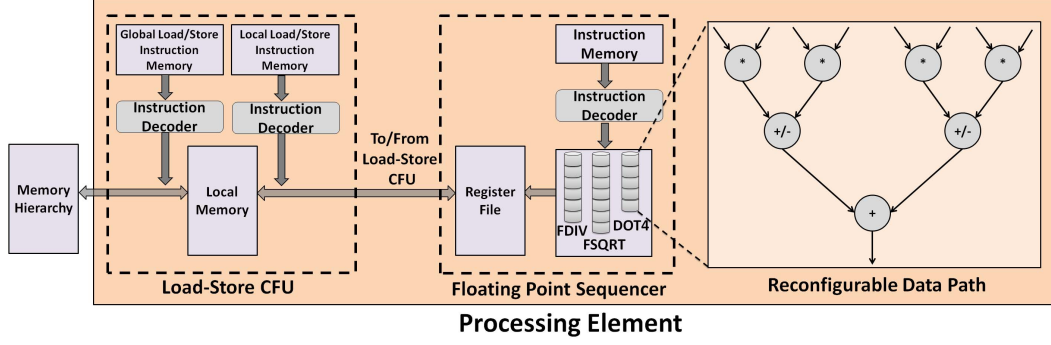 Global Load/Store
Instruction
Memory
Local Load/Store
Instruction
Memory
Instruction
Decoder
Instruction
Decoder
Memory
Hierarchy
Local
Memory
Load-Store CFU
To/From
Load-Store
CFU
Instruction
Memory
Instruction
Decoder
Register
File
FDIV
FSQRT
DOT4
Floating Point Sequencer
* * * *
+/- +/-
+
Reconfigurable Data Path
Processing Element